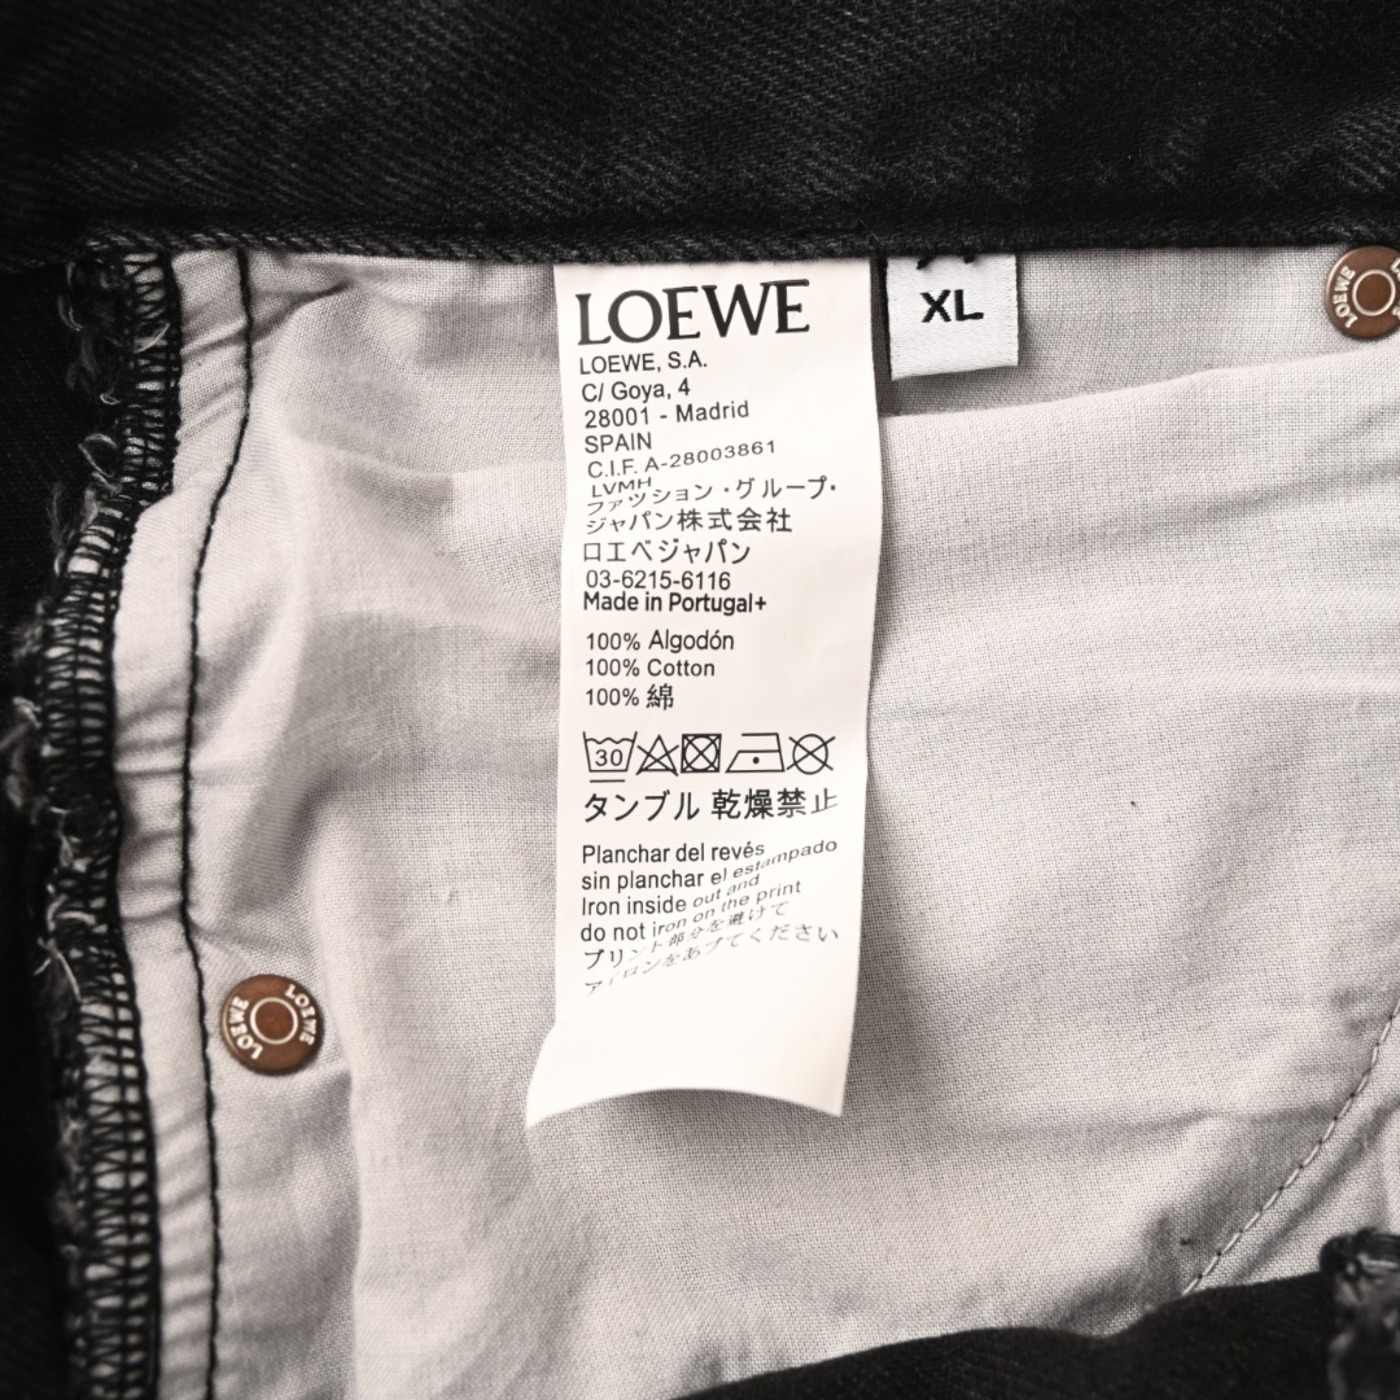 LOEWE
LOEWE, S.A.
C/ Goya, 4
28001 - Madrid
SPAIN
C.I.F. A-28003861
LVMH
ファツション・グループ・
ジャパン株式会社
ロエベジャパン
03-6215-6116
Made in Portugal+
100% Algodón
100% Cotton
100% 綿
30
タンブル 乾燥禁止
Planchar del revés
sin planchar el estampado
Iron inside out and
do not iron on the print
プリント部分を避けて
アイロンをあブてください
XL
LOEWE
LOEWE LOEWE